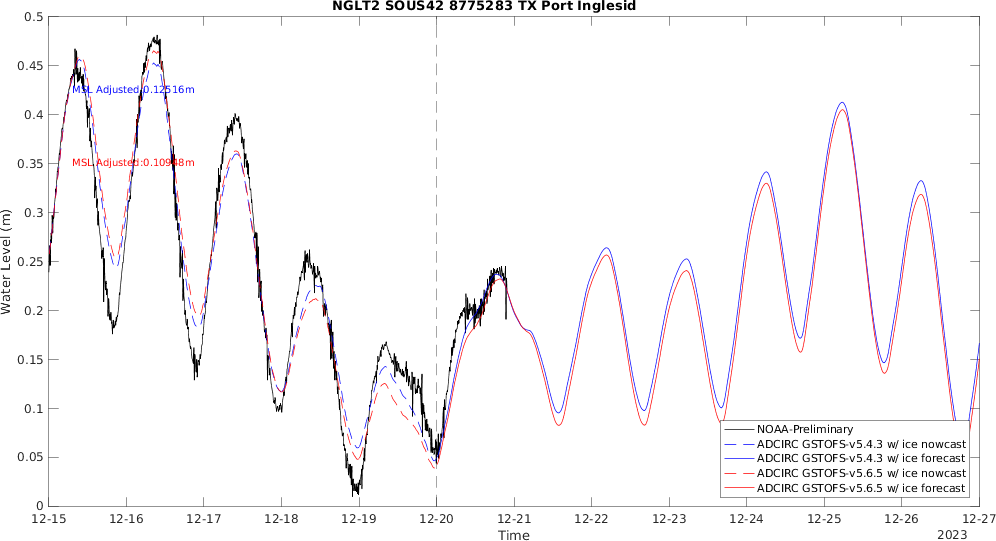 NGLT2 SOUS42 8775283 TX Port Inglesid
Water Level (m)
0.5
0.45
0.4
0.35
0.3
0.25
0.2
0.15
0.1
0.05
0
MSL Adjusted:0.12516m
MSL Adjusted:0.10948m
NOAA-Preliminary
ADCIRC GSTOFS-v5.4.3 w/ ice nowcast
ADCIRC GSTOFS-v5.4.3 w/ ice forecast
ADCIRC GSTOFS-v5.6.5 w/ ice nowcast
ADCIRC GSTOFS-v5.6.5 w/ ice forecast
12-15 12-16 12-17 12-18 12-19 12-20 12-21 12-22 12-23 12-24 12-25 12-26 12-27
Time
2023